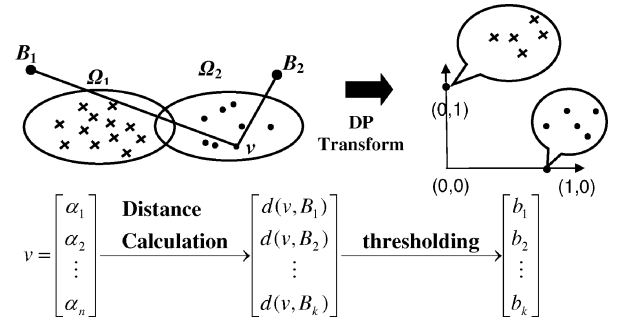 B₁
Ω₁
Ω₂
B₂
v
DP
Transform
(0,1)
(0,0)
(1,0)
v = [α₁ α₂ ⋮ αₙ]
Distance
Calculation
[d(v,B₁) d(v,B₂) ⋮ d(v,Bₖ)]
thresholding
[b₁ b₂ ⋮ bₖ]